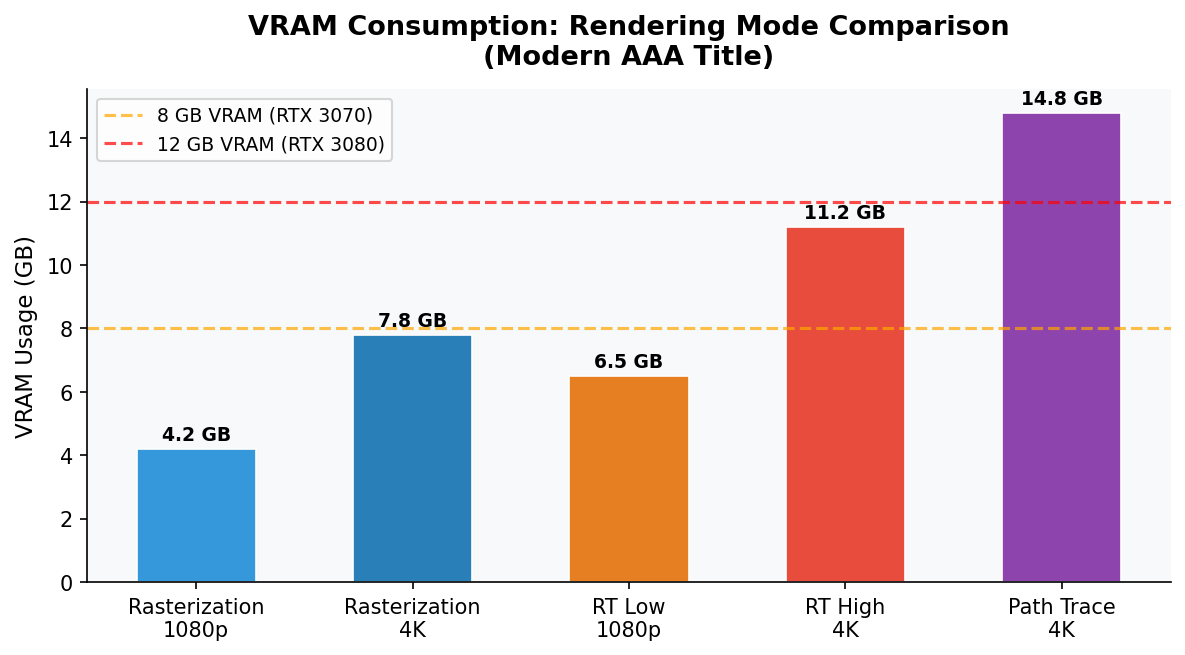 VRAM Consumption: Rendering Mode Comparison
(Modern AAA Title)
8 GB VRAM (RTX 3070)
12 GB VRAM (RTX 3080)
VRAM Usage (GB)
14
12
10
8
6
4
2
0
4.2 GB
7.8 GB
6.5 GB
11.2 GB
14.8 GB
Rasterization
1080p
Rasterization
4K
RT Low
1080p
RT High
4K
Path Trace
4K